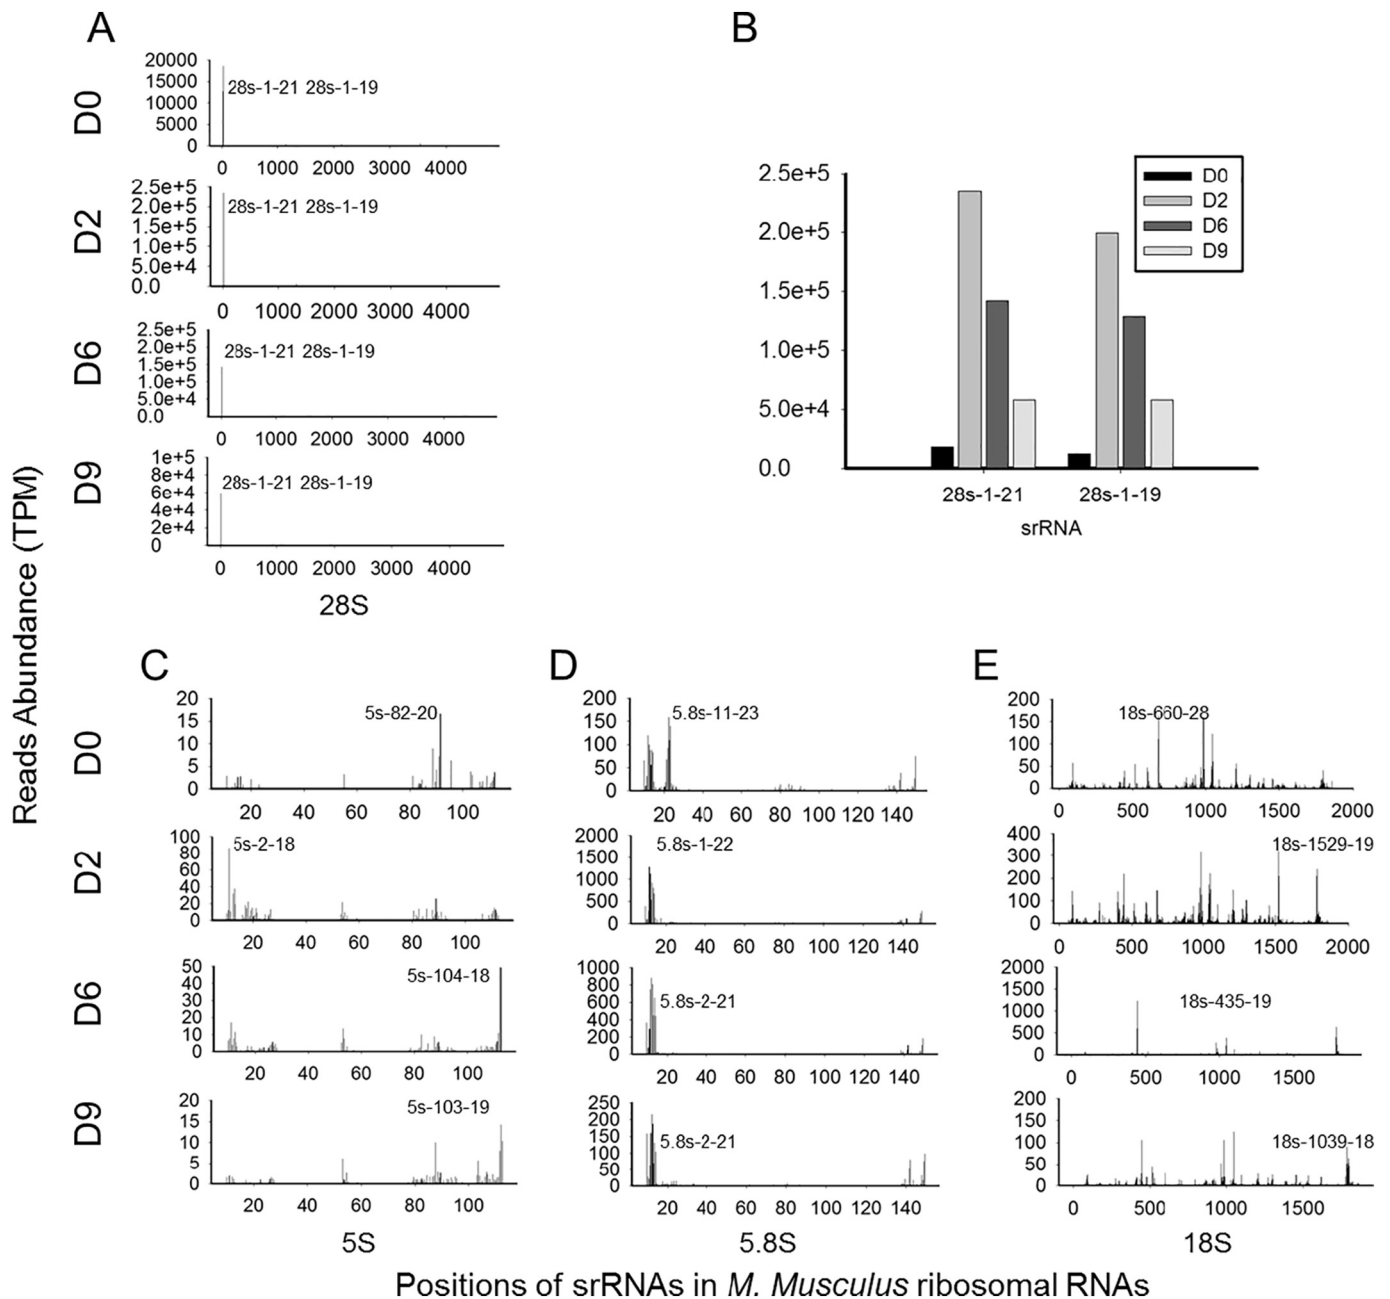 A
B
Reads Abundance (TPM)
D0
20000
15000
10000
5000
0
28s-1-21 28s-1-19
0 1000 2000 3000 4000
D2
2.5e+5
2.0e+5
1.5e+5
1.0e+5
5.0e+4
0.0
28s-1-21 28s-1-19
0 1000 2000 3000 4000
D6
2.5e+5
2.0e+5
1.5e+5
1.0e+5
5.0e+4
0.0
28s-1-21 28s-1-19
0 1000 2000 3000 4000
D9
1e+5
8e+4
6e+4
4e+4
2e+4
0
28s-1-21 28s-1-19
0 1000 2000 3000 4000
28S
2.5e+5
2.0e+5
1.5e+5
1.0e+5
5.0e+4
0.0
D0
D2
D6
D9
28s-1-21 28s-1-19
srRNA
C
D
E
D0
20
15
10
5
0
5s-82-20
20 40 60 80 100
200
150
100
50
0
5.8s-11-23
20 40 60 80 100 120 140
200
150
100
50
0
18s-660-28
0 500 1000 1500 2000
D2
100
80
60
40
20
0
5s-2-18
20 40 60 80 100
2000
1500
1000
500
0
5.8s-1-22
20 40 60 80 100 120 140
400
300
200
100
0
18s-1529-19
0 500 1000 1500 2000
D6
50
40
30
20
10
0
5s-104-18
20 40 60 80 100
1000
800
600
400
200
0
5.8s-2-21
20 40 60 80 100 120 140
2000
1500
1000
500
0
18s-435-19
0 500 1000 1500
D9
20
15
10
5
0
5s-103-19
20 40 60 80 100
250
200
150
100
50
0
5.8s-2-21
20 40 60 80 100 120 140
200
150
100
50
0
18s-1039-18
0 500 1000 1500
5S
5.8S
18S
Positions of srRNAs in M. Musculus ribosomal RNAs